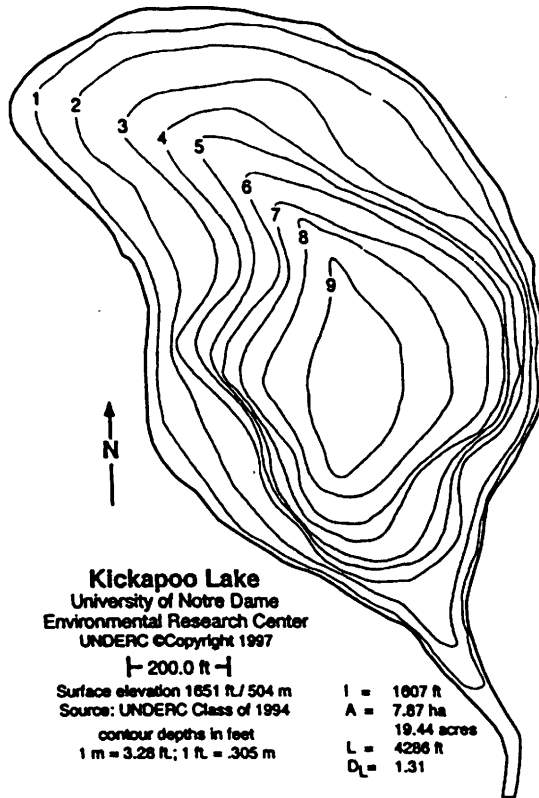 1
2
3
4
5
6
7
8
9
N
Kickapoo Lake
University of Notre Dame
Environmental Research Center
UNDERC ©Copyright 1997
200.0 ft
Surface elevation 1651 ft./ 504 m
Source: UNDERC Class of 1994
contour depths in feet
1 m = 3.28 ft; 1 ft = .305 m
l = 1607 ft
A = 7.87 ha
19.44 acres
L = 4286 ft
DL= 1.31